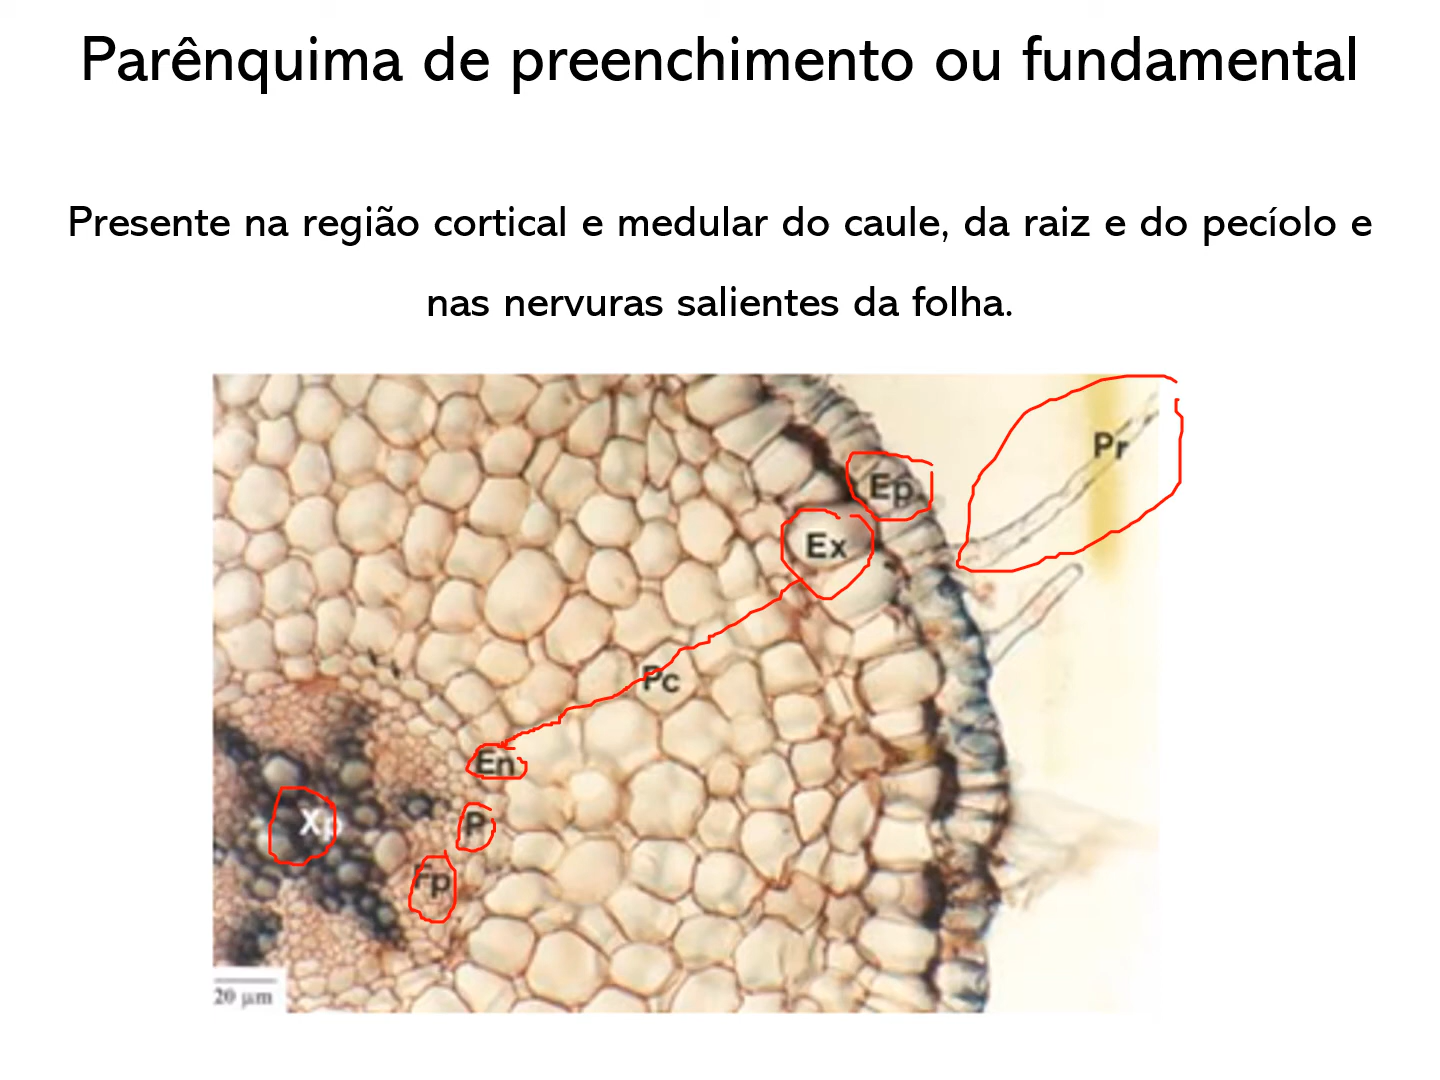 Parênquima de preenchimento ou fundamental
Presente na região cortical e medular do caule, da raiz e do pecíolo e
nas nervuras salientes da folha.
Pr
Ep
Ex
Pc
En
X
P
Fp
20 µm